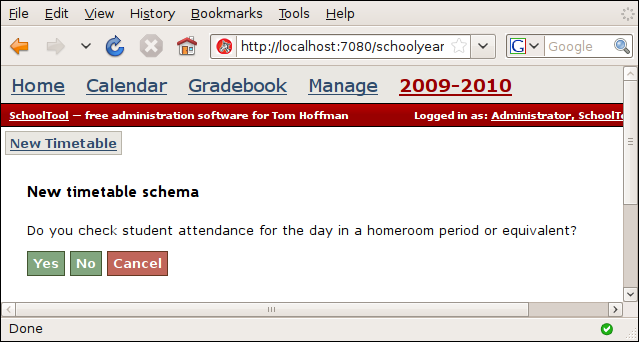 File Edit View History Bookmarks Tools Help
http://localhost:7080/schoolyear
G Google
Home Calendar Gradebook Manage 2009-2010
SchoolTool — free administration software for Tom Hoffman Logged in as: Administrator, SchoolTo
New Timetable
New timetable schema
Do you check student attendance for the day in a homeroom period or equivalent?
Yes No Cancel
Done